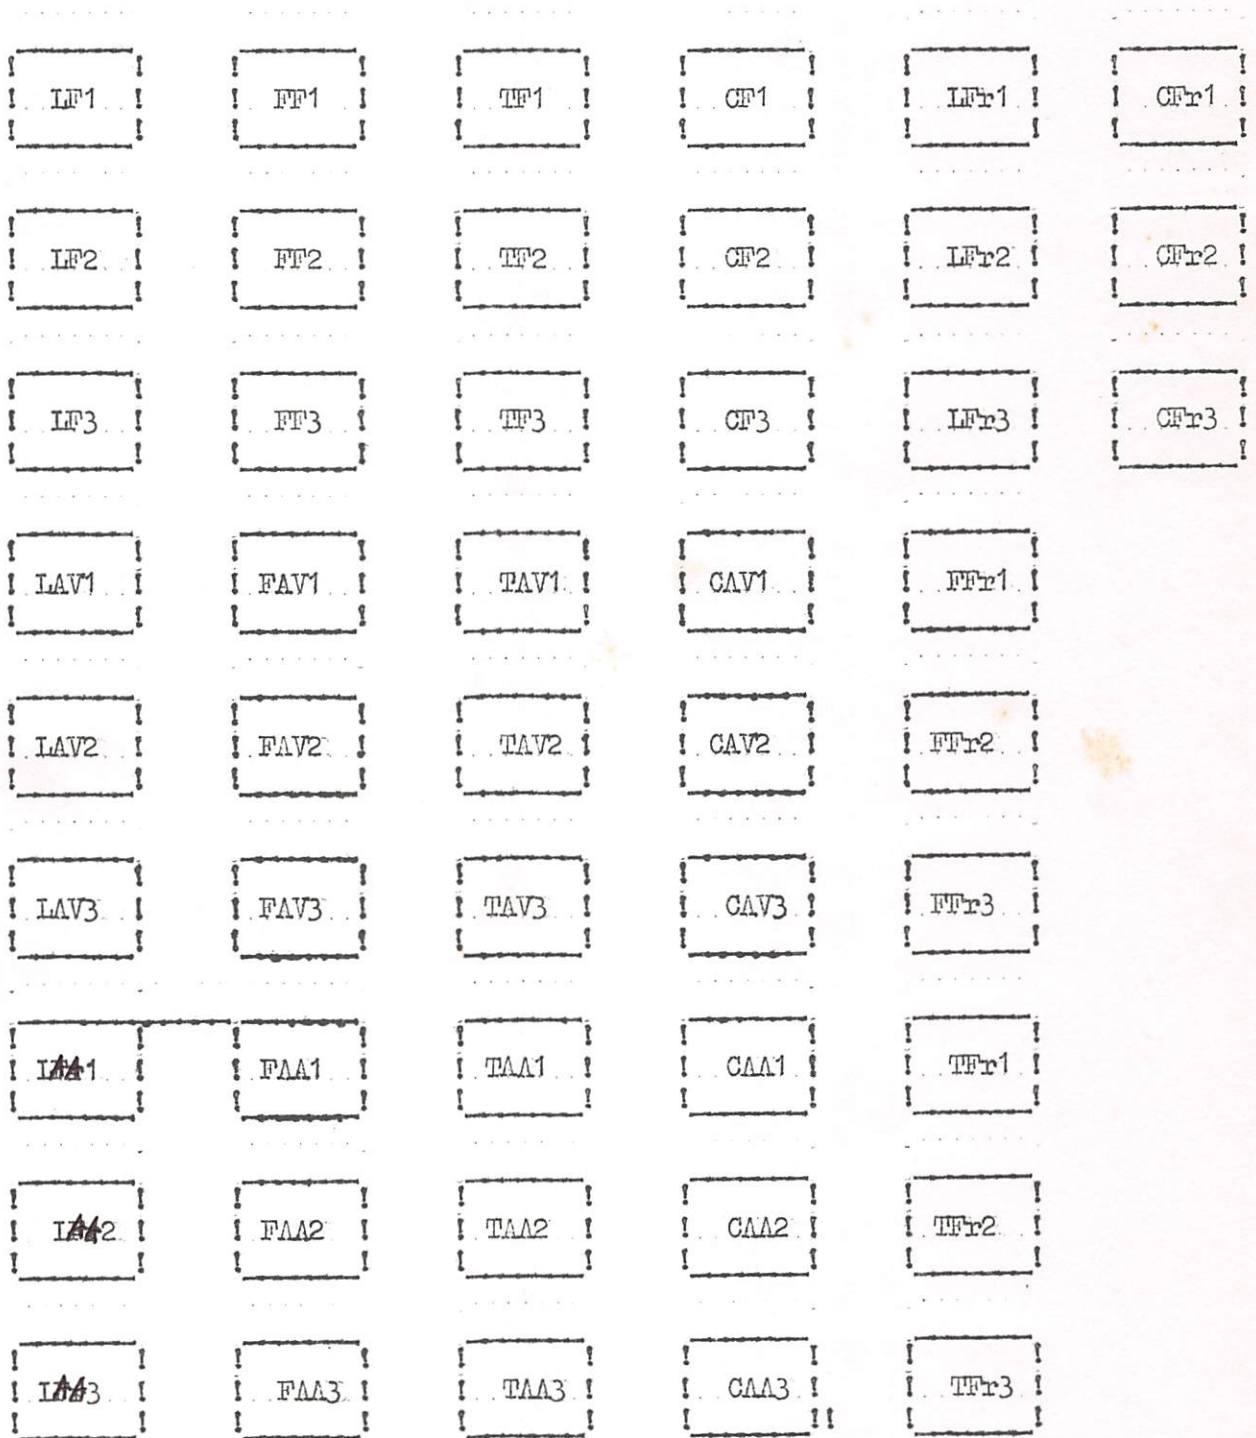 LF1 FF1 TF1 CF1 LFr1 CFr1
LF2 FF2 TF2 CF2 LFr2 CFr2
LF3 FF3 TF3 CF3 LFr3 CFr3
LAV1 FAV1 TAV1 CAV1 FFr1
LAV2 FAV2 TAV2 CAV2 FFr2
LAV3 FAV3 TAV3 CAV3 FFr3
LAA1 FAA1 TAA1 CAA1 TFr1
LAA2 FAA2 TAA2 CAA2 TFr2
LAA3 FAA3 TAA3 CAA3 TFr3